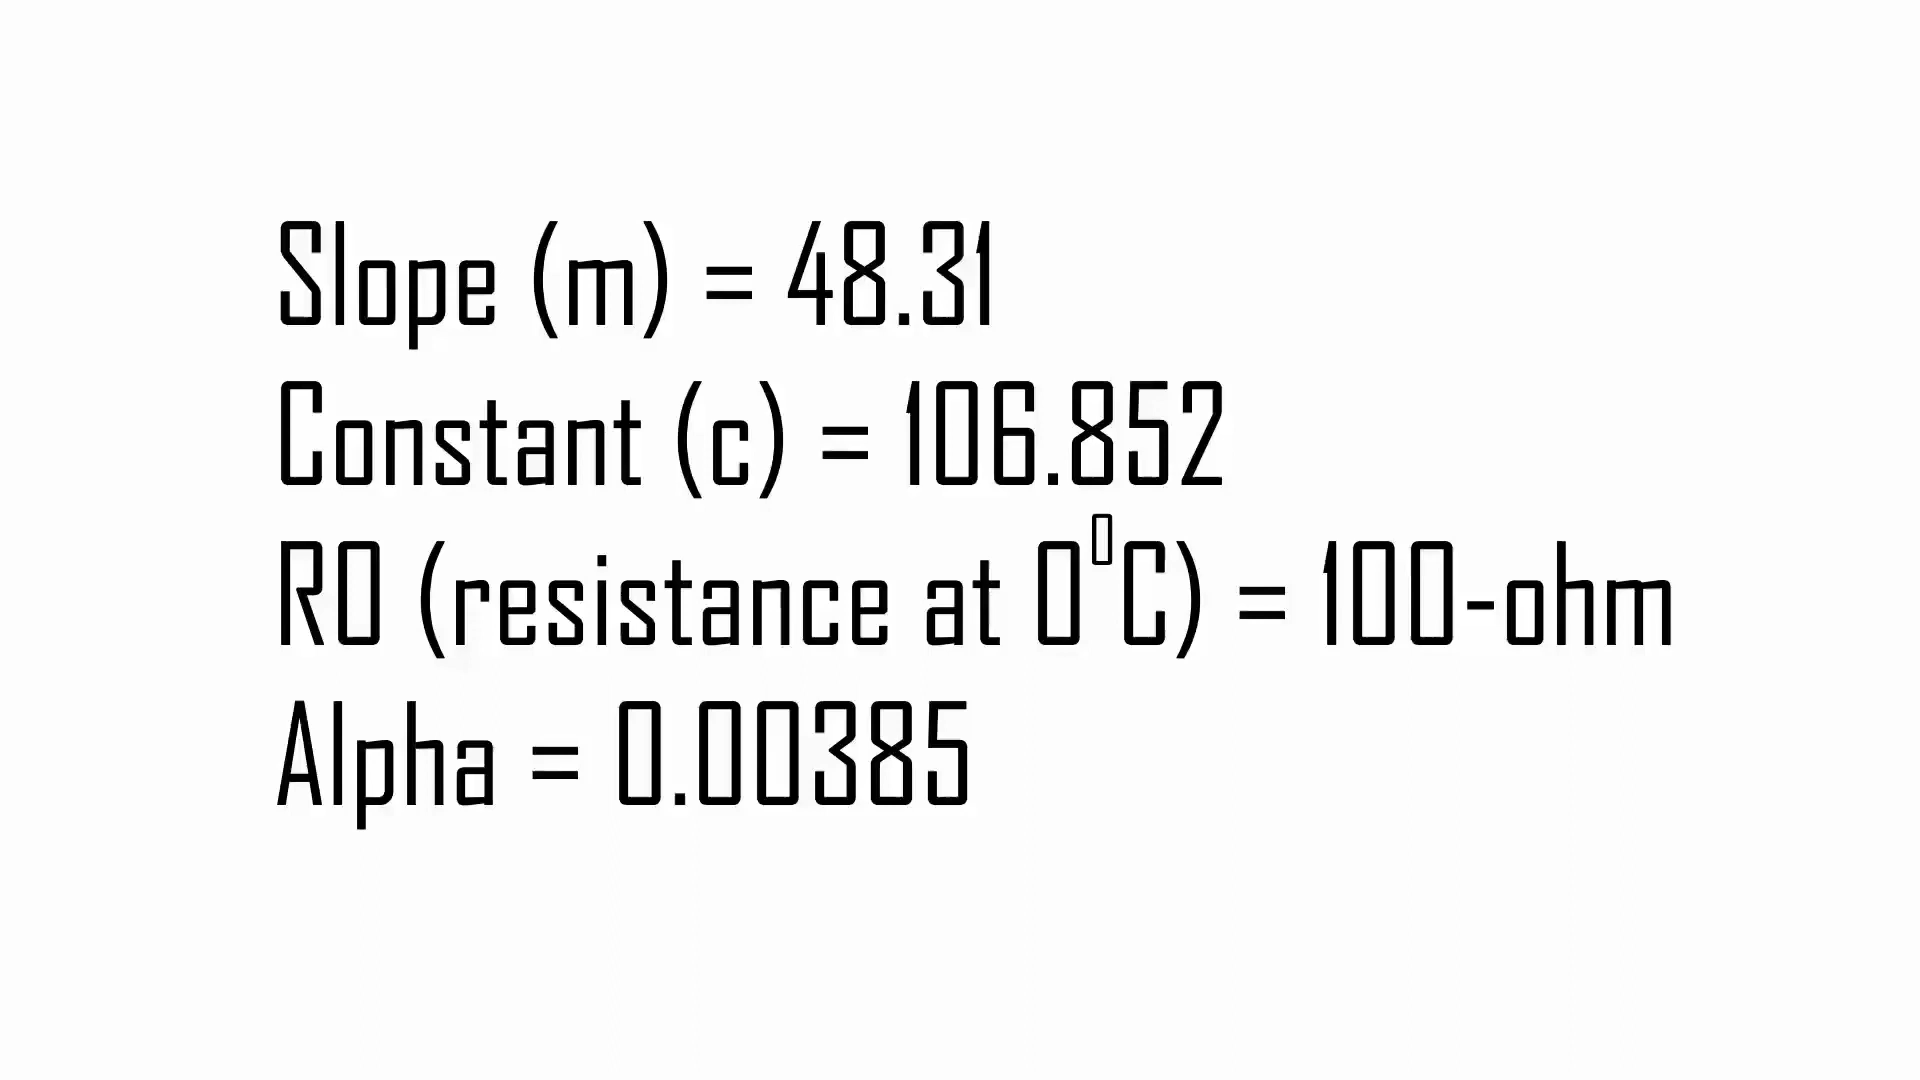 Slope (m) = 48.31
Constant (c) = 106.852
R0 (resistance at 0°C) = 100-ohm
Alpha = 0.00385